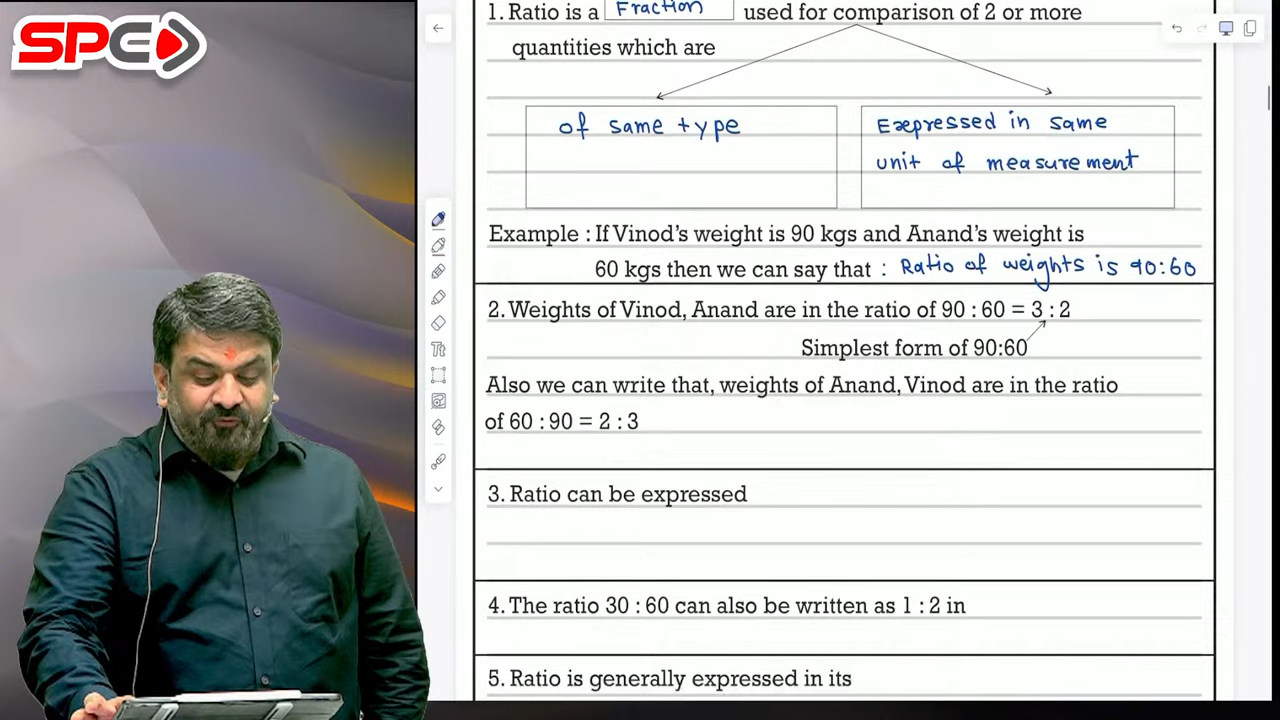 SPC
1. Ratio is a Fraction used for comparison of 2 or more
quantities which are
of same type
Expressed in same
unit of measurement
Example : If Vinod's weight is 90 kgs and Anand's weight is
60 kgs then we can say that : Ratio of weights is 90:60
2. Weights of Vinod, Anand are in the ratio of 90 : 60 = 3 : 2
Simplest form of 90:60
Also we can write that, weights of Anand, Vinod are in the ratio
of 60 : 90 = 2 : 3
3. Ratio can be expressed
4. The ratio 30 : 60 can also be written as 1 : 2 in
5. Ratio is generally expressed in its
Tt